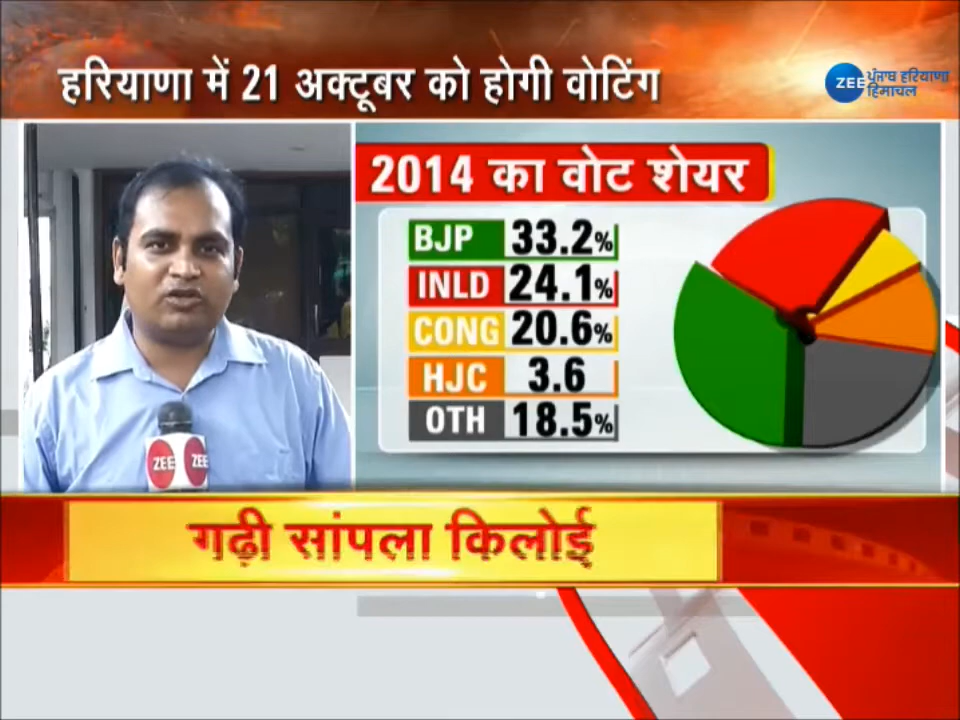 हरियाणा में 21 अक्टूबर को होगी वोटिंग
ZEE ਪੰਜਾਬ हरियाणा
हिमाचल
2014 का वोट शेयर
BJP 33.2%
INLD 24.1%
CONG 20.6%
HJC 3.6
OTH 18.5%
ZEE ZEE
गढ़ी सांपला किलोई